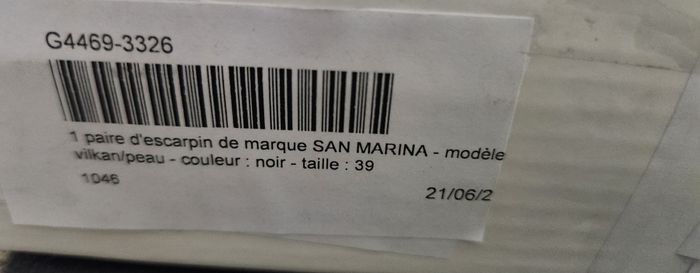 G4469-3326
1 paire d'escarpin de marque SAN MARINA - modèle
vilkan/peau - couleur : noir - taille : 39
1046
21/06/2